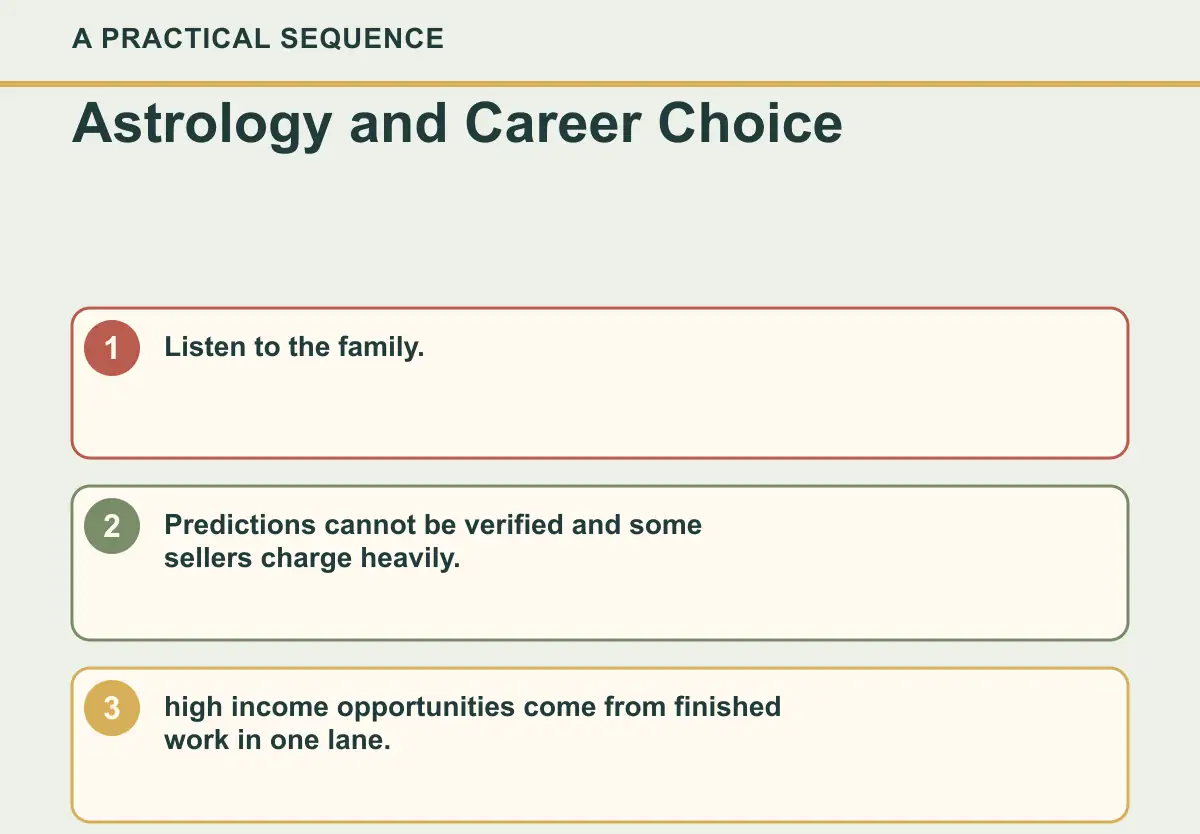 A PRACTICAL SEQUENCE
Astrology and Career Choice
1
Listen to the family.
2
Predictions cannot be verified and some
sellers charge heavily.
3
high income opportunities come from finished
work in one lane.